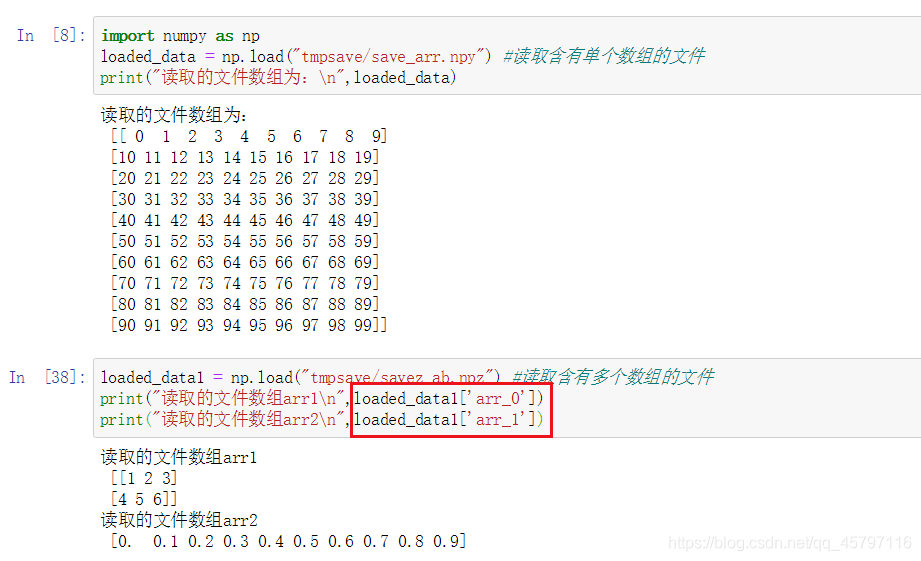 In [8]: import numpy as np
loaded_data = np.load("tmpsave/save_arr.npy") #读取含有单个数组的文件
print("读取的文件数组为: \n",loaded_data)
读取的文件数组为:
[[ 0 1 2 3 4 5 6 7 8 9]
[10 11 12 13 14 15 16 17 18 19]
[20 21 22 23 24 25 26 27 28 29]
[30 31 32 33 34 35 36 37 38 39]
[40 41 42 43 44 45 46 47 48 49]
[50 51 52 53 54 55 56 57 58 59]
[60 61 62 63 64 65 66 67 68 69]
[70 71 72 73 74 75 76 77 78 79]
[80 81 82 83 84 85 86 87 88 89]
[90 91 92 93 94 95 96 97 98 99]]
In [38]: loaded_data1 = np.load("tmpsave/savez_ab.npz") #读取含有多个数组的文件
print("读取的文件数组arr1\n",loaded_data1['arr_0'])
print("读取的文件数组arr2\n",loaded_data1['arr_1'])
读取的文件数组arr1
[[1 2 3]
[4 5 6]]
读取的文件数组arr2
[0. 0.1 0.2 0.3 0.4 0.5 0.6 0.7 0.8 0.9]
https://blog.csdn.net/qq_45797116